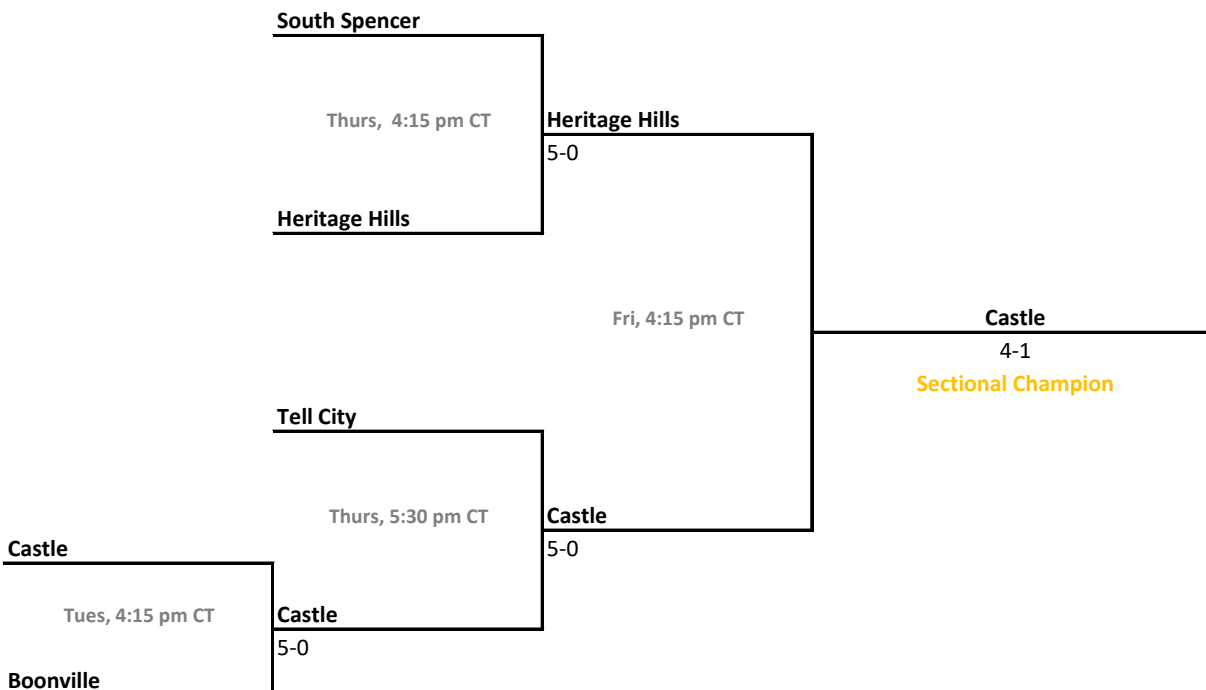 South Spencer
Thurs,  4:15 pm CT
Heritage Hills
5-0
Heritage Hills
Fri, 4:15 pm CT
Castle
4-1
Sectional Champion
Tell City
Thurs, 5:30 pm CT
Castle
5-0
Castle
Tues, 4:15 pm CT
Castle
5-0
Boonville